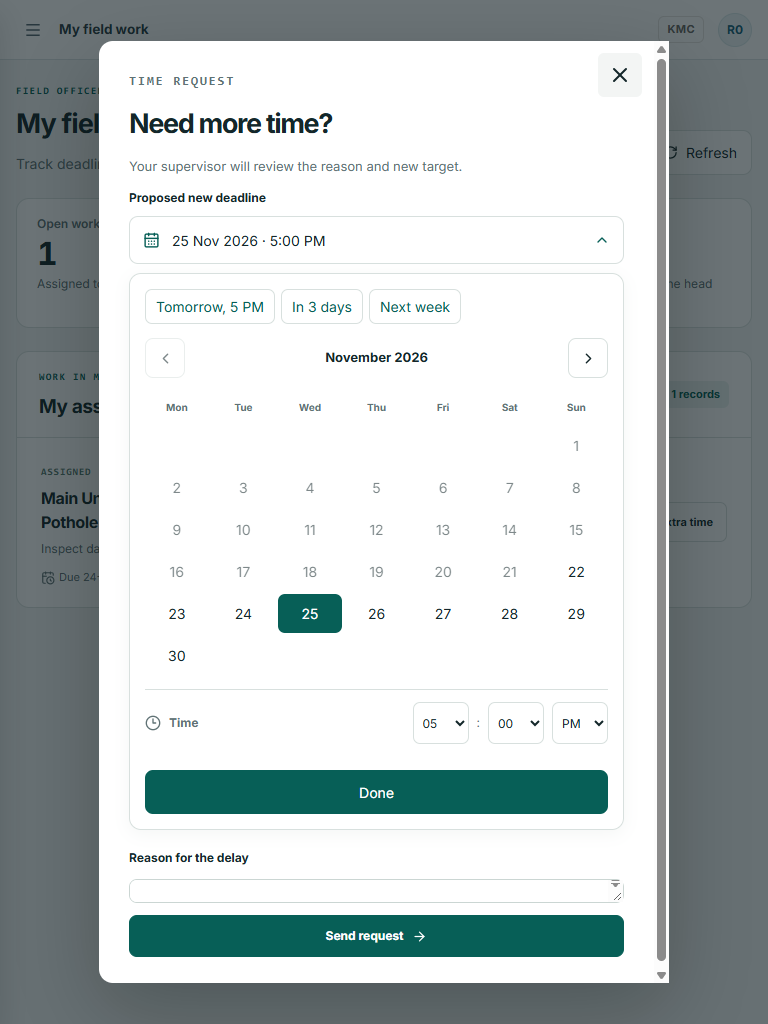 My field work
KMC
RO
FIELD OFFICE
My fiel
Track deadli
Refresh
Open work
1
Assigned t
he head
WORK IN M
My ass
1 records
ASSIGNED
Main Un
Pothole
Inspect da
Due 24-
xtra time
TIME REQUEST
Need more time?
Your supervisor will review the reason and new target.
Proposed new deadline
25 Nov 2026 · 5:00 PM
Tomorrow, 5 PM In 3 days Next week
November 2026
Mon Tue Wed Thu Fri Sat Sun
1
2 3 4 5 6 7 8
9 10 11 12 13 14 15
16 17 18 19 20 21 22
23 24 25 26 27 28 29
30
Time 05 : 00 PM
Done
Reason for the delay
Send request